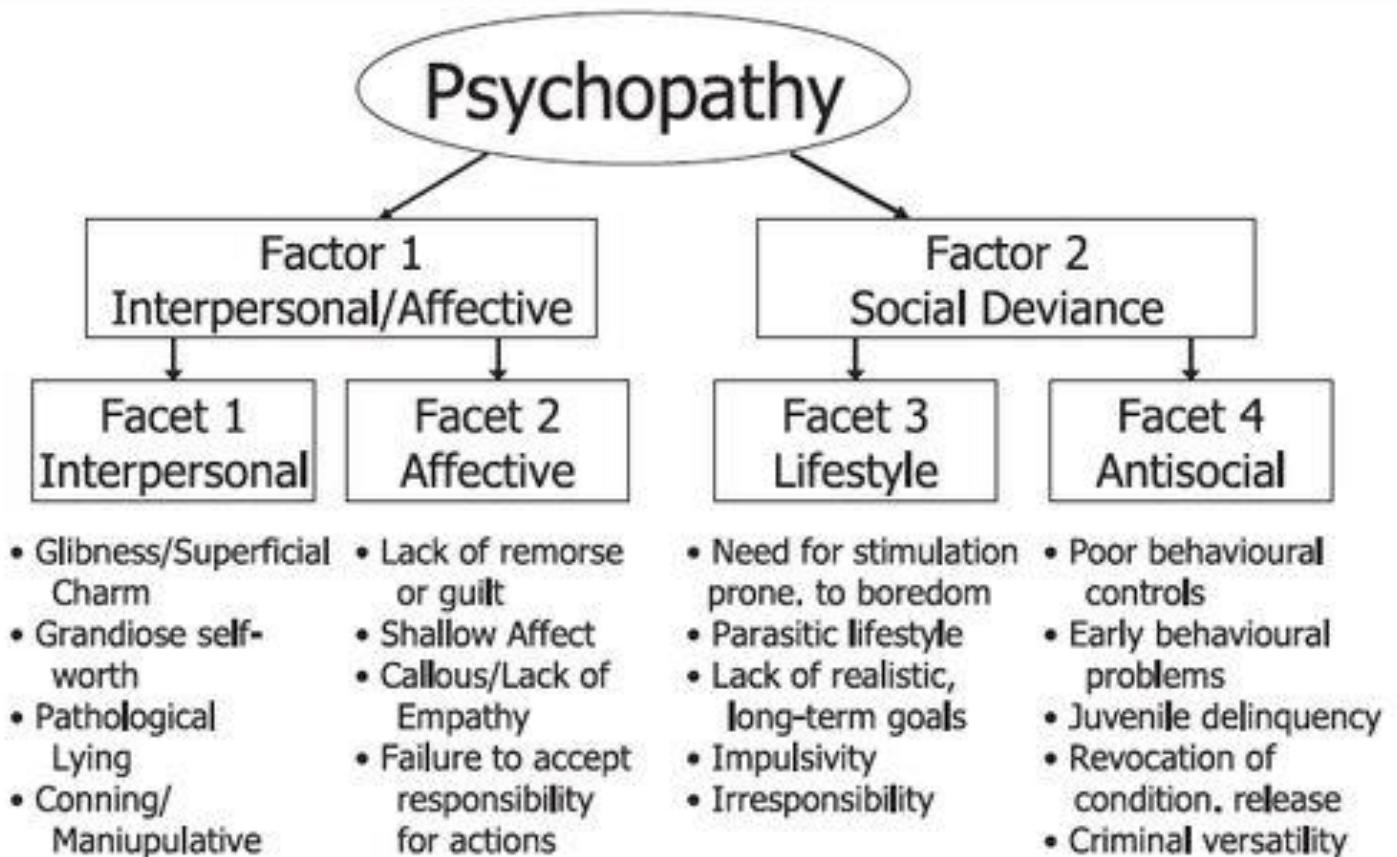 Psychopathy
Factor 1
Interpersonal/Affective
Factor 2
Social Deviance
Facet 1
Interpersonal
Facet 2
Affective
Facet 3
Lifestyle
Facet 4
Antisocial
• Glibness/Superficial
Charm
• Grandiose self-
worth
• Pathological
Lying
• Conning/
Maniupulative
• Lack of remorse
or guilt
• Shallow Affect
• Callous/Lack of
Empathy
• Failure to accept
responsibility
for actions
• Need for stimulation
prone. to boredom
• Parasitic lifestyle
• Lack of realistic,
long-term goals
• Impulsivity
• Irresponsibility
• Poor behavioural
controls
• Early behavioural
problems
• Juvenile delinquency
• Revocation of
condition. release
• Criminal versatility